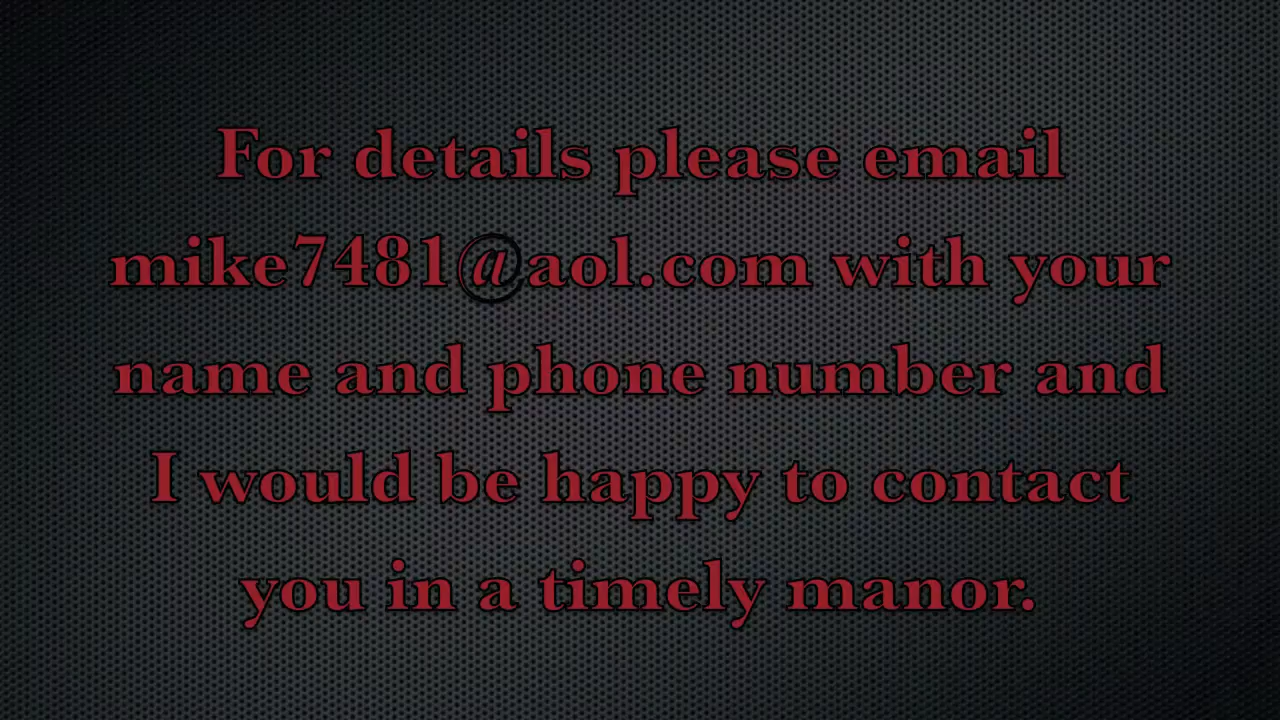 For details please email
mike7481@aol.com with your
name and phone number and
I would be happy to contact
you in a timely manor.